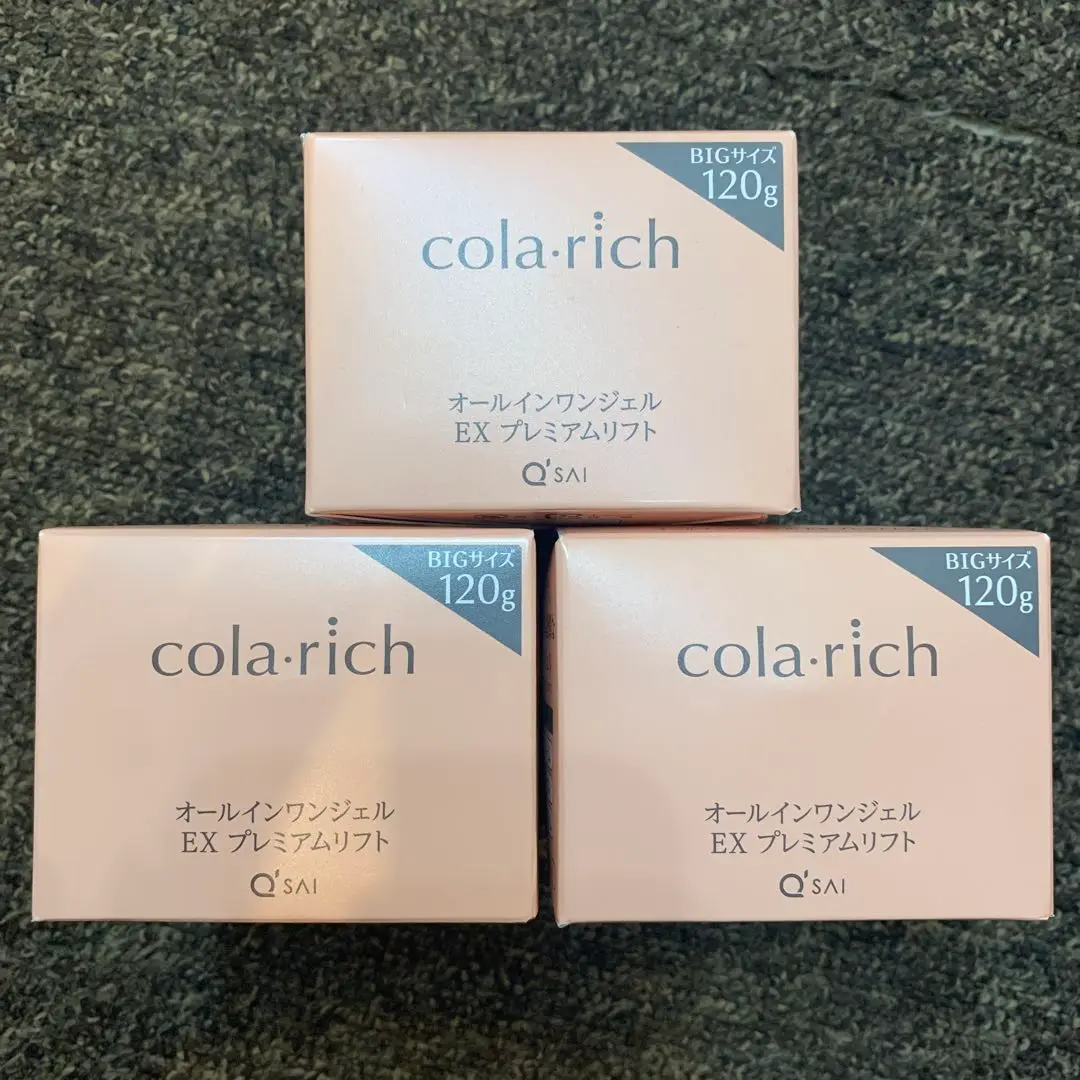 BIGサイズ
120g
cola·rich
オールインワンジェル
EX プレミアムリフト
Q'SAI
BIGサイズ
120g
cola·rich
オールインワンジェル
EX プレミアムリフト
Q'SAI
BIGサイズ
120g
cola·rich
オールインワンジェル
EX プレミアムリフト
Q'SAI